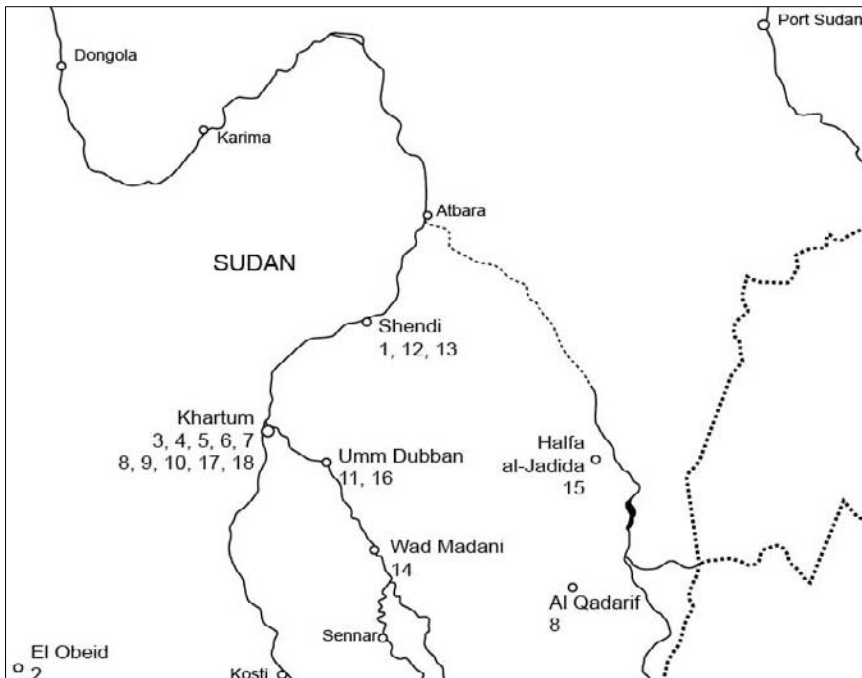 Port Sudan
Dongola
Karima
Atbara
SUDAN
Shendi
1, 12, 13
Khartum
3, 4, 5, 6, 7
8, 9, 10, 17, 18
Umm Dubban
11, 16
Halfa
al-Jadida
15
Wad Madani
14
Al Qadarif
8
Sennar
El Obeid
2
Kosti